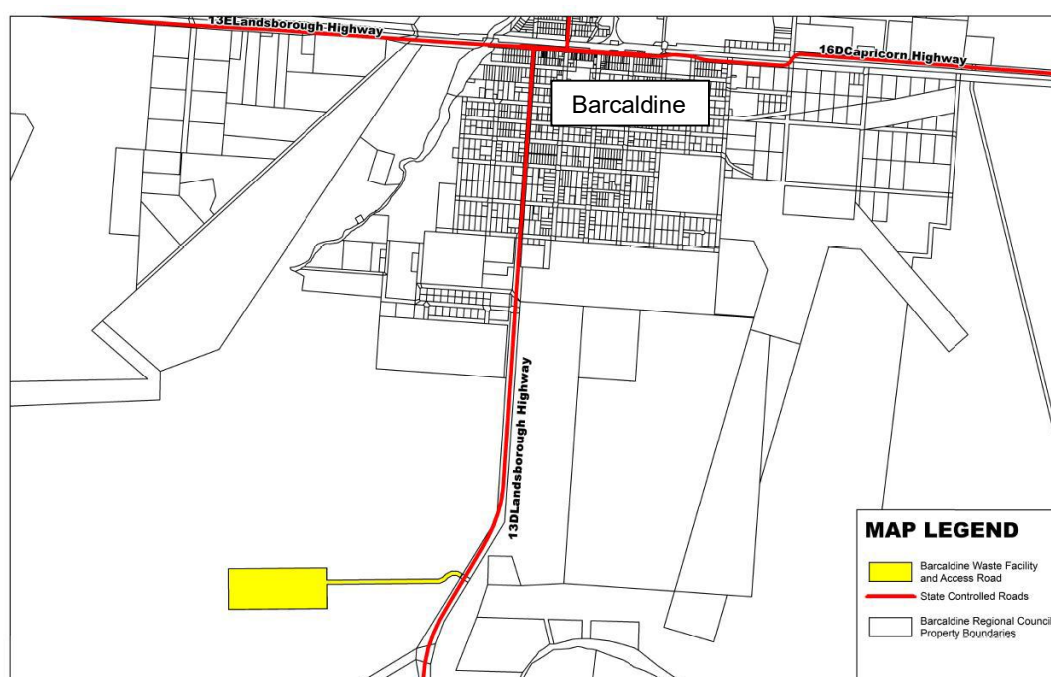 13ELandsborough Highway
16DCapricorn Highway
Barcaldine
13DLandsborough Highway
MAP LEGEND
Barcaldine Waste Facility
and Access Road
State Controlled Roads
Barcaldine Regional Council
Property Boundaries